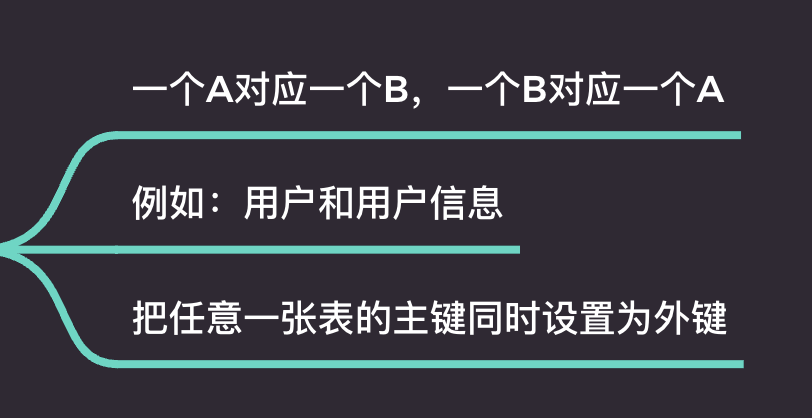 一个A对应一个B，一个B对应一个A
例如：用户和用户信息
把任意一张表的主键同时设置为外键